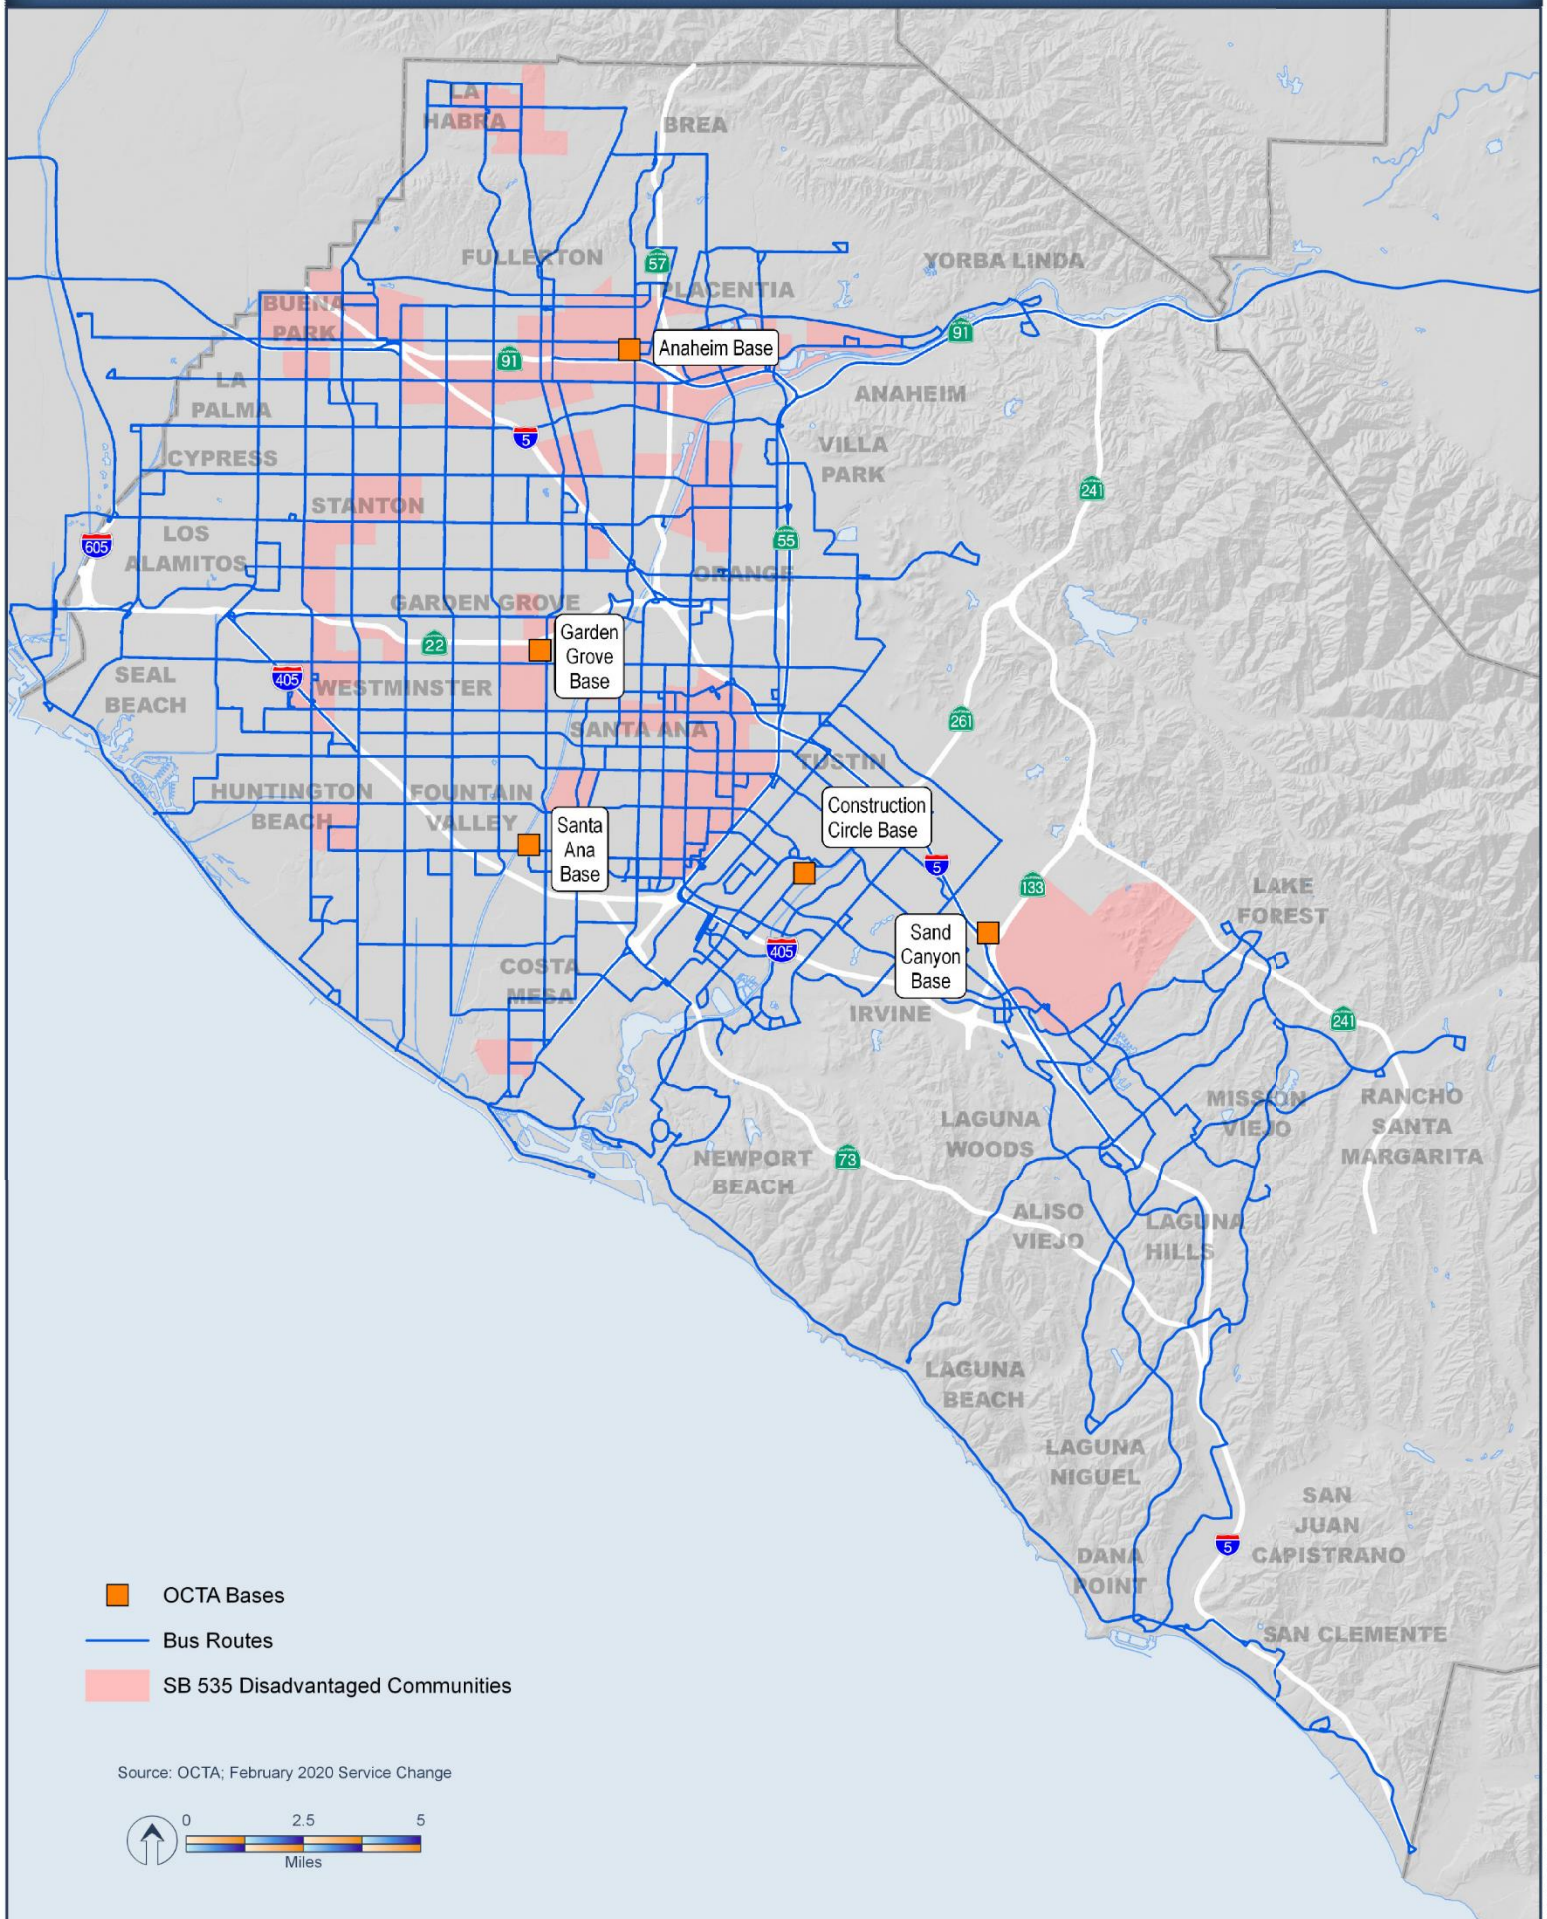 LA
HABRA
BREA
FULLERTON
57
YORBA LINDA
PLACENTIA
BUENA
PARK
91
Anaheim Base
91
LA
PALMA
ANAHEIM
5
VILLA
PARK
CYPRESS
241
STANTON
LOS
ALAMITOS
605
55
ORANGE
GARDEN GROVE
22
Garden
Grove
Base
SEAL
BEACH
405
WESTMINSTER
261
SANTA ANA
TUSTIN
HUNTINGTON
BEACH
FOUNTAIN
VALLEY
Construction
Circle Base
Santa
Ana
Base
5
133
LAKE
FOREST
Sand
Canyon
Base
405
COSTA
MESA
IRVINE
241
MISSION
VIEJO
RANCHO
SANTA
MARGARITA
LAGUNA
WOODS
NEWPORT
BEACH
73
ALISO
VIEJO
LAGUNA
HILLS
LAGUNA
BEACH
LAGUNA
NIGUEL
SAN
JUAN
CAPISTRANO
5
DANA
POINT
SAN CLEMENTE
OCTA Bases
Bus Routes
SB 535 Disadvantaged Communities
Source: OCTA; February 2020 Service Change
0 2.5 5
Miles